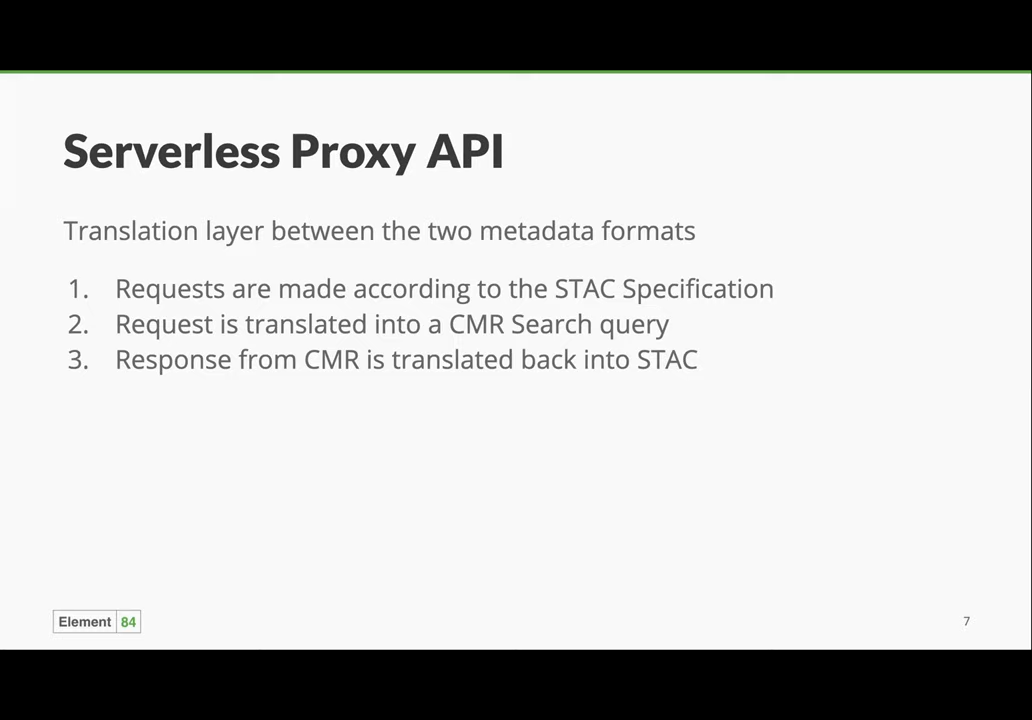 Serverless Proxy API
Translation layer between the two metadata formats
1. Requests are made according to the STAC Specification
2. Request is translated into a CMR Search query
3. Response from CMR is translated back into STAC
Element 84
7